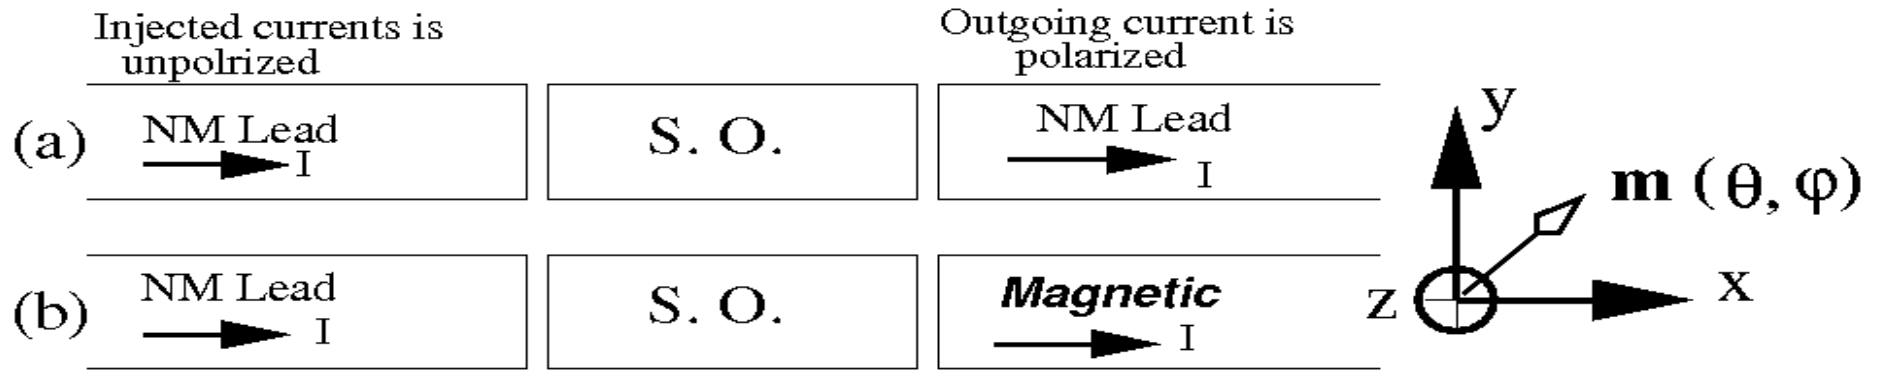 Injected currents is
unpolrized
Outgoing current is
polarized
(a)
NM Lead
I
S. O.
NM Lead
I
(b)
NM Lead
I
S. O.
Magnetic
I
y
m (θ, φ)
z
x